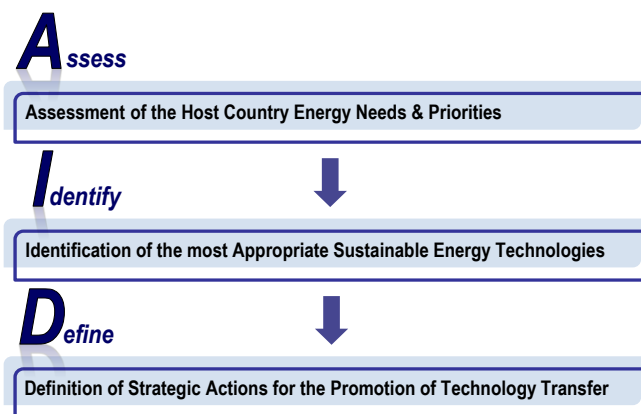 Assess
Assessment of the Host Country Energy Needs & Priorities
Identify
Identification of the most Appropriate Sustainable Energy Technologies
Define
Definition of Strategic Actions for the Promotion of Technology Transfer